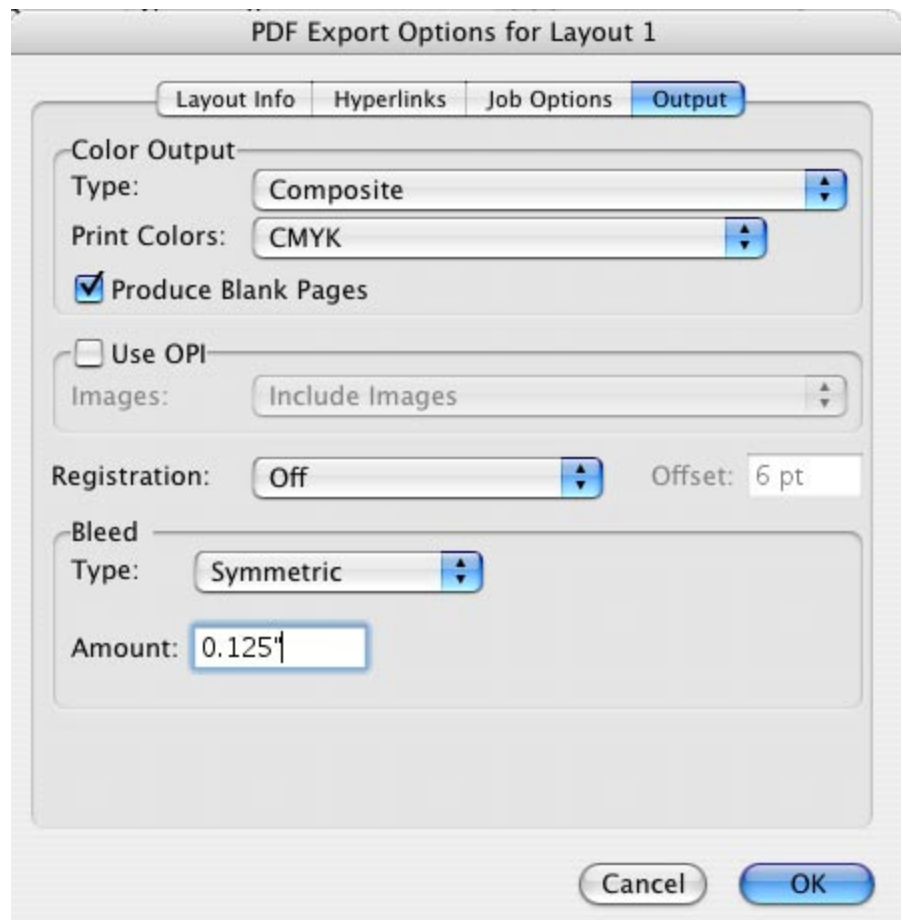 PDF Export Options for Layout 1
Layout Info Hyperlinks Job Options Output
Color Output
Type: Composite
Print Colors: CMYK
Produce Blank Pages
Use OPI
Images: Include Images
Registration: Off Offset: 6 pt
Bleed
Type: Symmetric
Amount: 0.125"
Cancel OK